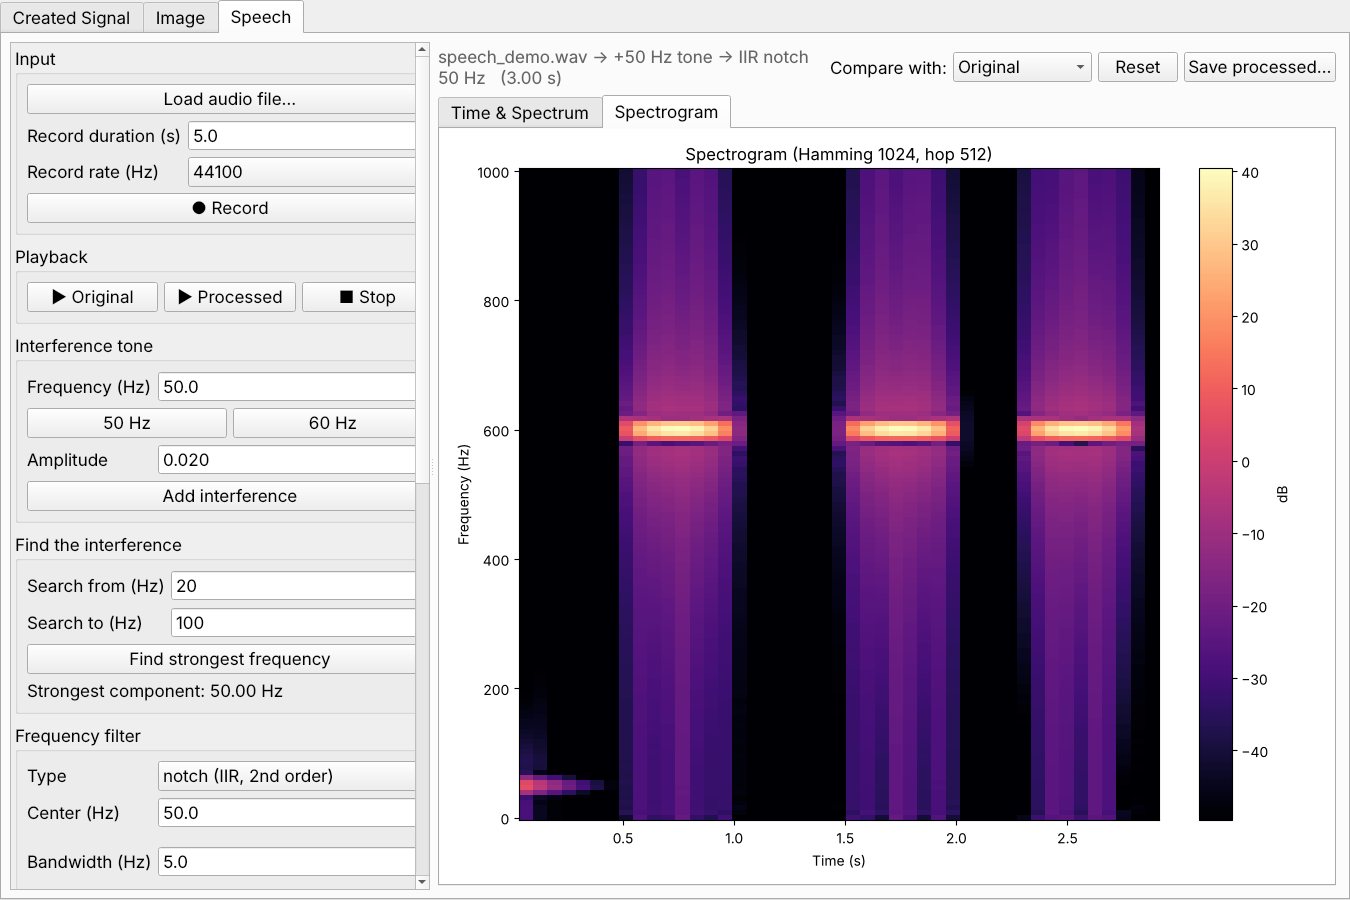 Created Signal
Image
Speech
Input
Load audio file...
Record duration (s) 5.0
Record rate (Hz) 44100
● Record
Playback
▶ Original
▶ Processed
■ Stop
Interference tone
Frequency (Hz) 50.0
50 Hz
60 Hz
Amplitude 0.020
Add interference
Find the interference
Search from (Hz) 20
Search to (Hz) 100
Find strongest frequency
Strongest component: 50.00 Hz
Frequency filter
Type notch (IIR, 2nd order)
Center (Hz) 50.0
Bandwidth (Hz) 5.0
speech_demo.wav → +50 Hz tone → IIR notch
50 Hz (3.00 s)
Compare with: Original
Reset
Save processed...
Time & Spectrum
Spectrogram
Spectrogram (Hamming 1024, hop 512)
1000
800
600
400
200
0
Frequency (Hz)
0.5 1.0 1.5 2.0 2.5
Time (s)
40
30
20
10
0
−10
−20
−30
−40
dB